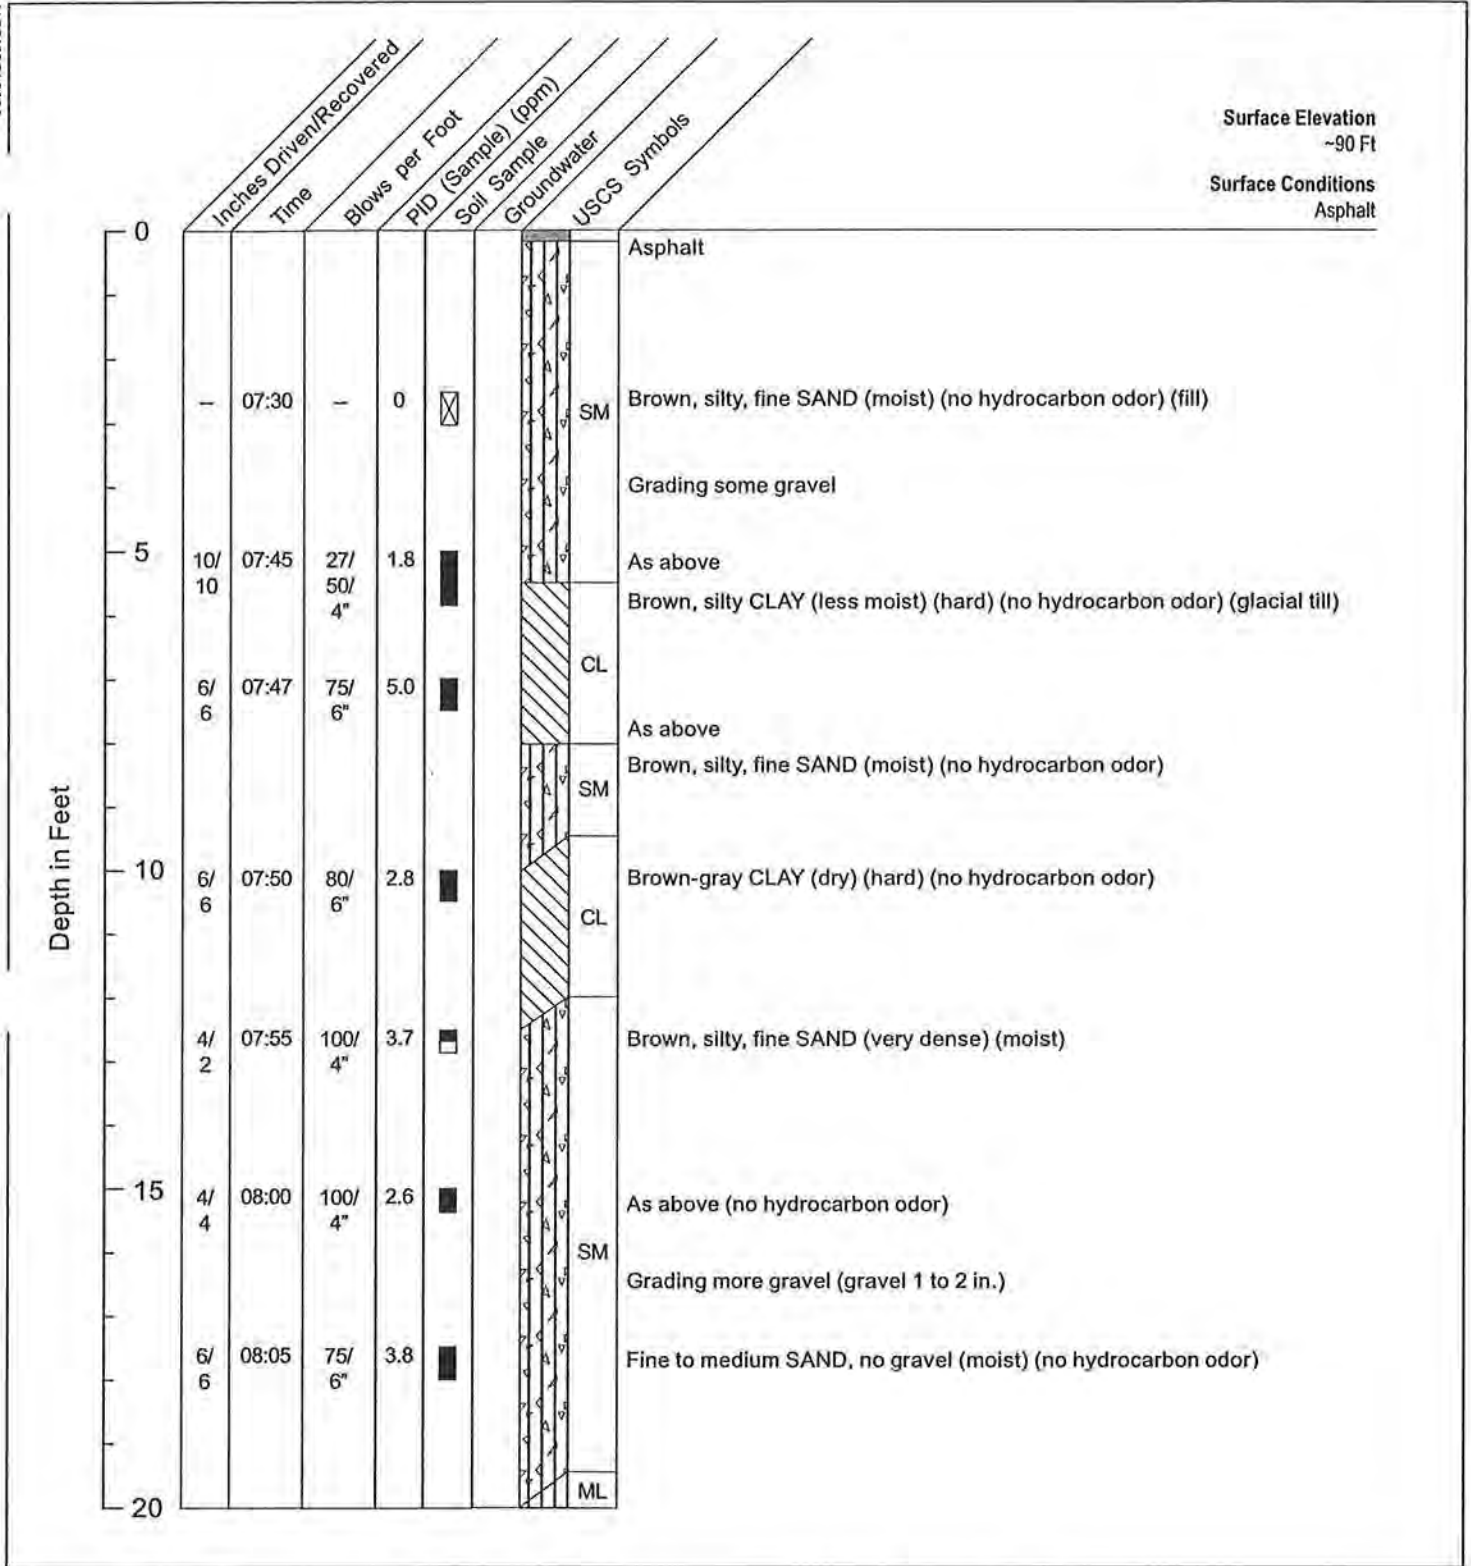 Inches Driven/Recovered
Time
Blows per Foot
PID (Sample) (ppm)
Soil Sample
Groundwater
USCS Symbols
Surface Elevation
~90 Ft
Surface Conditions
Asphalt
Depth in Feet
0
Asphalt
– 07:30 – 0 SM Brown, silty, fine SAND (moist) (no hydrocarbon odor) (fill)
Grading some gravel
5
10/ 07:45 27/ 1.8 As above
10 50/
4"
Brown, silty CLAY (less moist) (hard) (no hydrocarbon odor) (glacial till)
CL
6/ 07:47 75/ 5.0
6 6"
As above
Brown, silty, fine SAND (moist) (no hydrocarbon odor)
SM
10
6/ 07:50 80/ 2.8 Brown-gray CLAY (dry) (hard) (no hydrocarbon odor)
6 6"
CL
4/ 07:55 100/ 3.7 Brown, silty, fine SAND (very dense) (moist)
2 4"
15
4/ 08:00 100/ 2.6 As above (no hydrocarbon odor)
4 4"
SM
Grading more gravel (gravel 1 to 2 in.)
6/ 08:05 75/ 3.8 Fine to medium SAND, no gravel (moist) (no hydrocarbon odor)
6 6"
ML
20